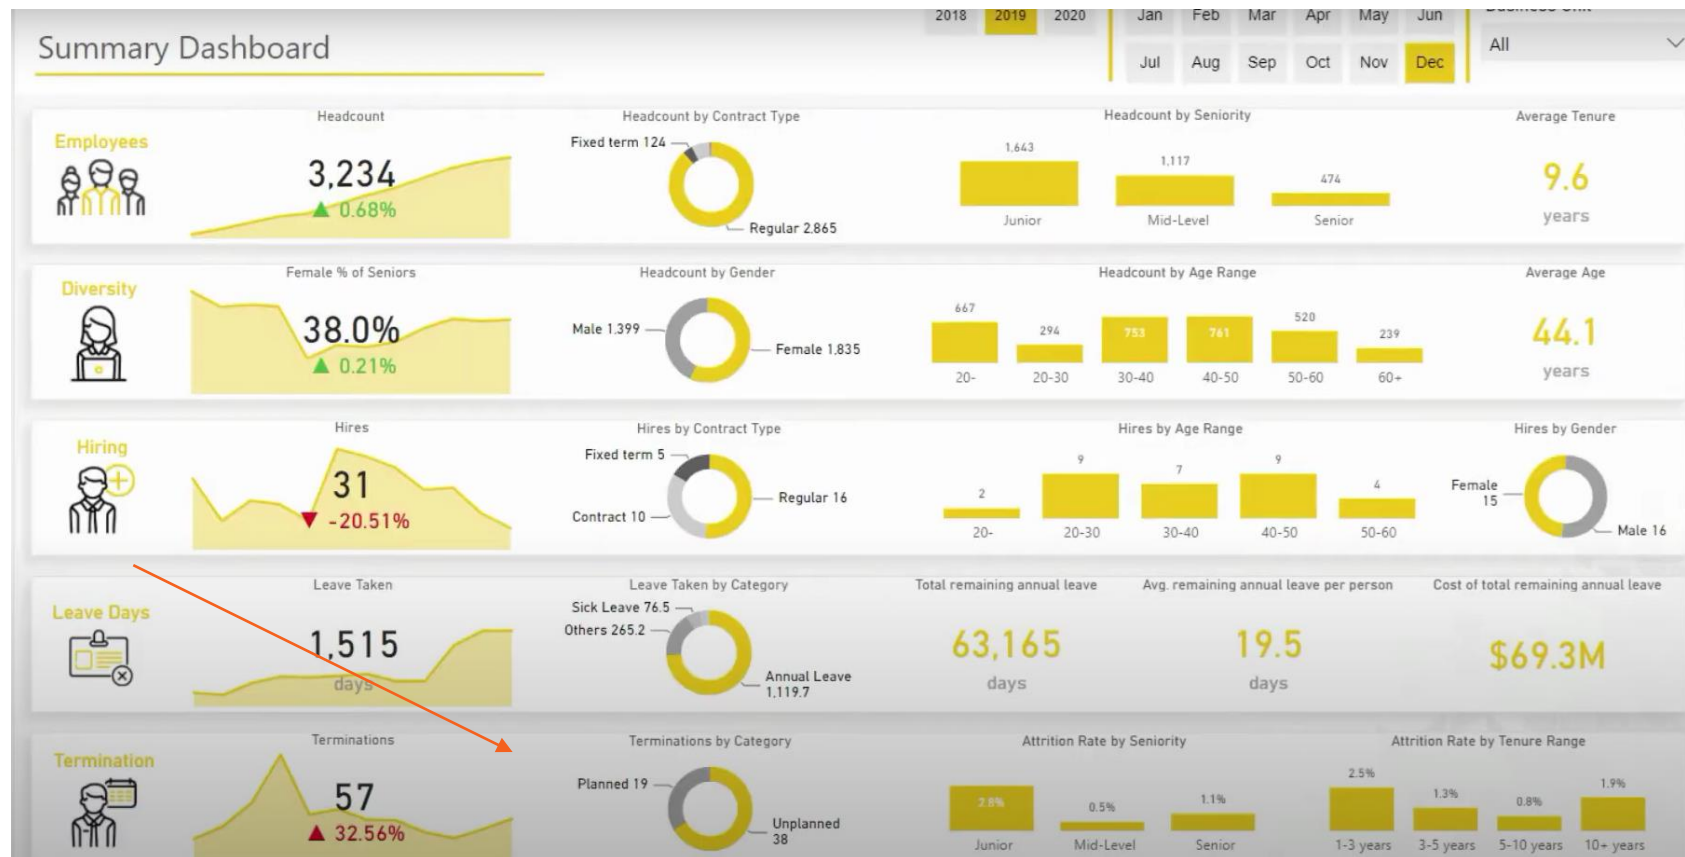 2018 2019 2020
Jan Feb Mar Apr May Jun
Jul Aug Sep Oct Nov Dec
All
Summary Dashboard
Employees
Headcount
3,234
▲ 0.68%
Headcount by Contract Type
Fixed term 124
Regular 2,865
Headcount by Seniority
1,643 1,117 474
Junior Mid-Level Senior
Average Tenure
9.6
years
Diversity
Female % of Seniors
38.0%
▲ 0.21%
Headcount by Gender
Male 1,399
Female 1,835
Headcount by Age Range
667 294 753 761 520 239
20- 20-30 30-40 40-50 50-60 60+
Average Age
44.1
years
Hiring
Hires
31
▼ -20.51%
Hires by Contract Type
Fixed term 5
Regular 16
Contract 10
Hires by Age Range
2 9 7 9 4
20- 20-30 30-40 40-50 50-60
Hires by Gender
Female
15
Male 16
Leave Days
Leave Taken
1,515
days
Leave Taken by Category
Sick Leave 76.5
Others 265.2
Annual Leave
1,119.7
Total remaining annual leave
63,165
days
Avg. remaining annual leave per person
19.5
days
Cost of total remaining annual leave
$69.3M
Termination
Terminations
57
▲ 32.56%
Terminations by Category
Planned 19
Unplanned
38
Attrition Rate by Seniority
2.8% 0.5% 1.1%
Junior Mid-Level Senior
Attrition Rate by Tenure Range
2.5% 1.3% 0.8% 1.9%
1-3 years 3-5 years 5-10 years 10+ years